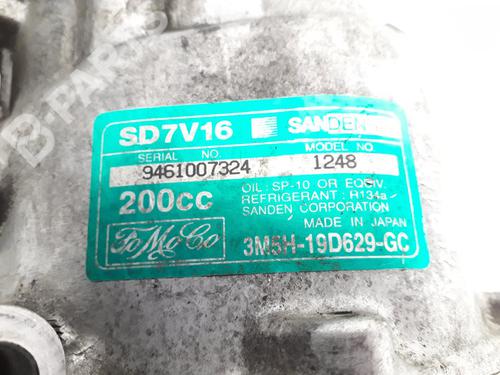 SD7V16 SANDEN
SERIAL NO. MODEL NO.
9461007324 1248
200cc
OIL: SP-10 OR EQUIV.
REFRIGERANT: R134a
SANDEN CORPORATION
MADE IN JAPAN
FoMoCo 3M5H-19D629-GC
B-PARTS